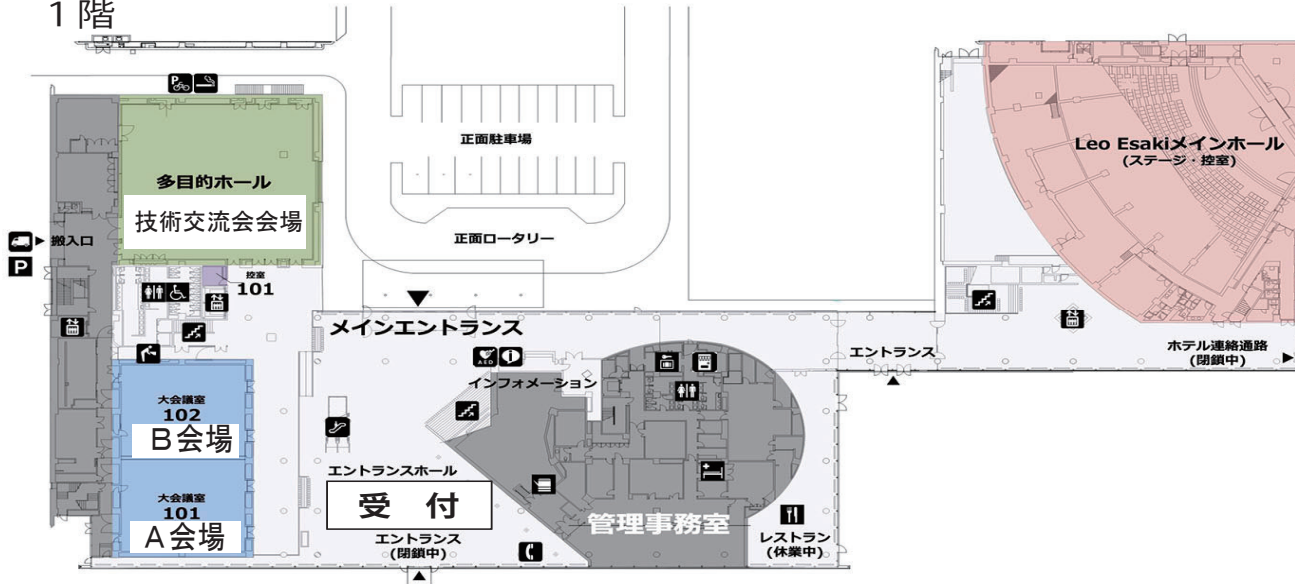 1階
正面駐車場
Leo Esakiメインホール
(ステージ・控室)
多目的ホール
技術交流会会場
正面ロータリー
搬入口
P
P
控室
101
メインエントランス
エントランス
ホテル連絡通路
(閉鎖中)
AED
i
インフォメーション
大会議室
102
B会場
エントランスホール
受 付
大会議室
101
A会場
管理事務室
エントランス
(閉鎖中)
レストラン
(休業中)